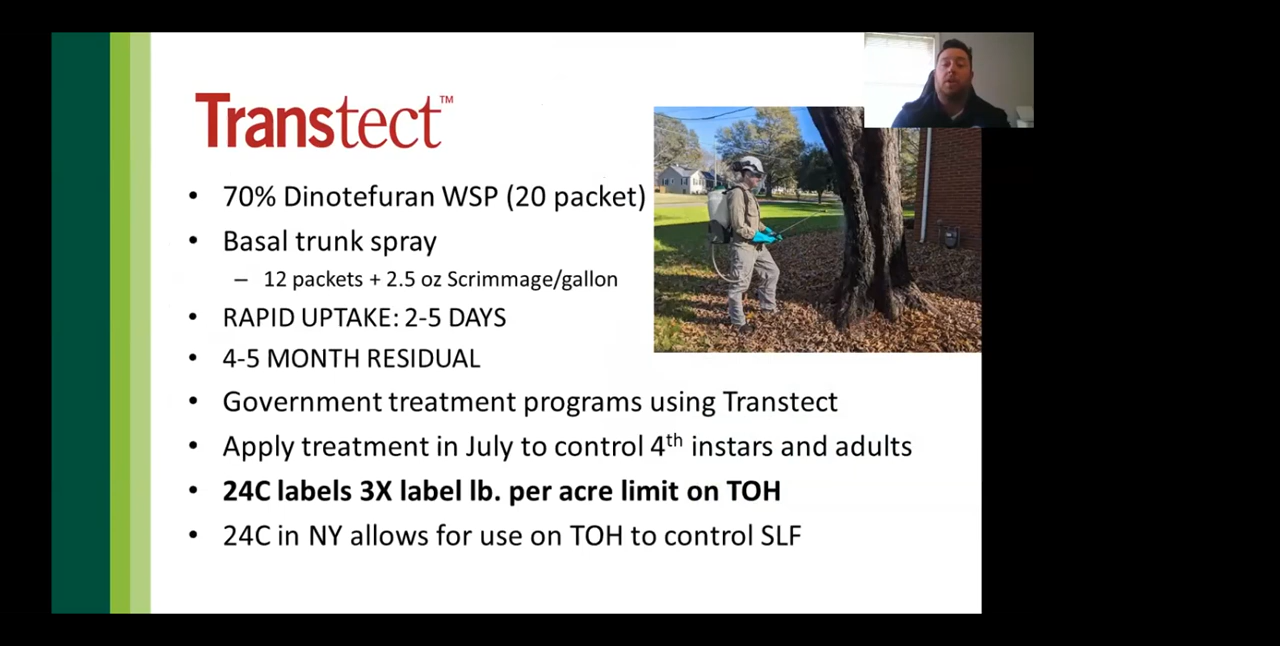 Transtect™
• 70% Dinotefuran WSP (20 packet)
• Basal trunk spray
– 12 packets + 2.5 oz Scrimmage/gallon
• RAPID UPTAKE: 2-5 DAYS
• 4-5 MONTH RESIDUAL
• Government treatment programs using Transtect
• Apply treatment in July to control 4th instars and adults
• 24C labels 3X label lb. per acre limit on TOH
• 24C in NY allows for use on TOH to control SLF